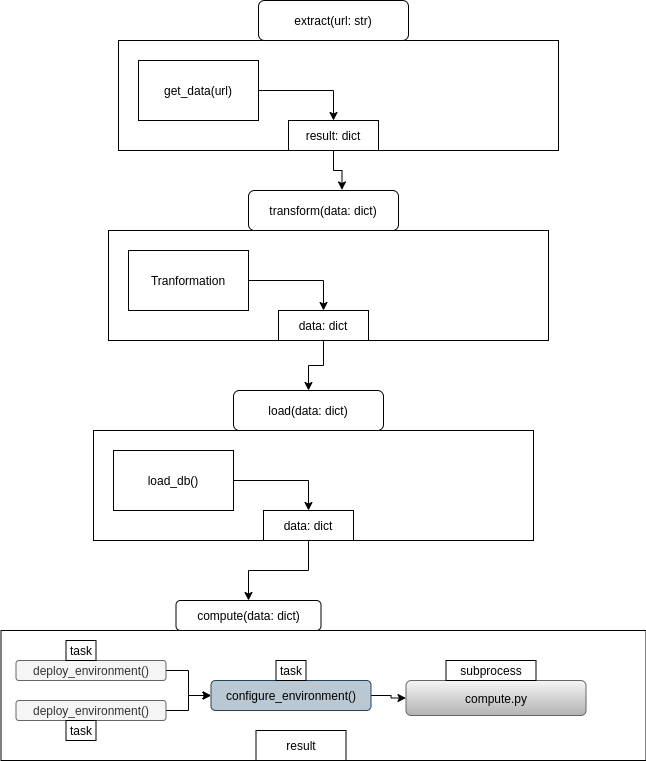 extract(url: str)
get_data(url)
result: dict
transform(data: dict)
Tranformation
data: dict
load(data: dict)
load_db()
data: dict
compute(data: dict)
task
deploy_environment()
deploy_environment()
task
task
configure_environment()
subprocess
compute.py
result